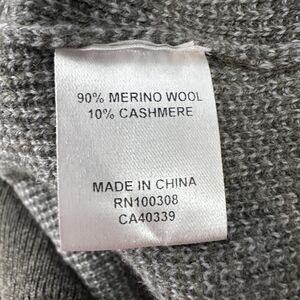 90% MERINO WOOL
10% CASHMERE
MADE IN CHINA
RN100308
CA40339